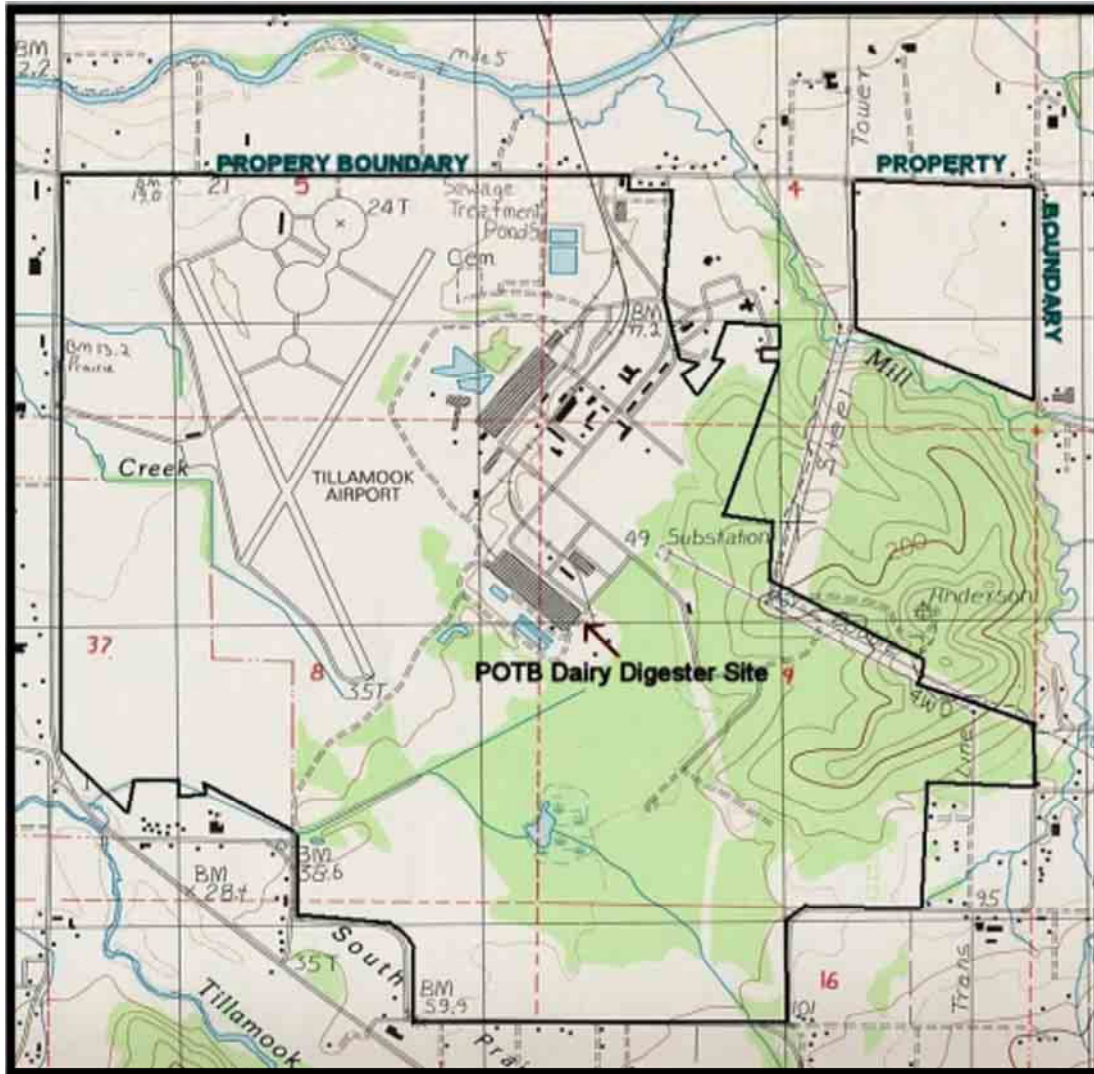 BM
2.2
Mile 5
Tower
PROPERY BOUNDARY
PROPERTY
BOUNDARY
BM
19.0
21
5
4
24T
Sewage
Treatment
Ponds
Cem
BM
17.2
BM 13.2
Prairie
Mill
Steel
Creek
TILLAMOOK
AIRPORT
49
Substation
200
Anderson
37
8
35T
POTB Dairy Digester Site
9
4WD
Line
BM
38.6
BM
28.4
95
South
35T
Tillamook
BM
59.9
Prai
16
101
Trans